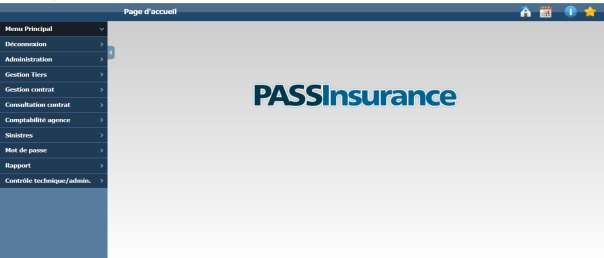 Page d'accueil
Menu Principal
Déconnexion
Administration
Gestion Tiers
Gestion contrat
Consultation contrat
Comptabilité agence
Sinistres
Mot de passe
Rapport
Contrôle technique/admin.
PASSInsurance